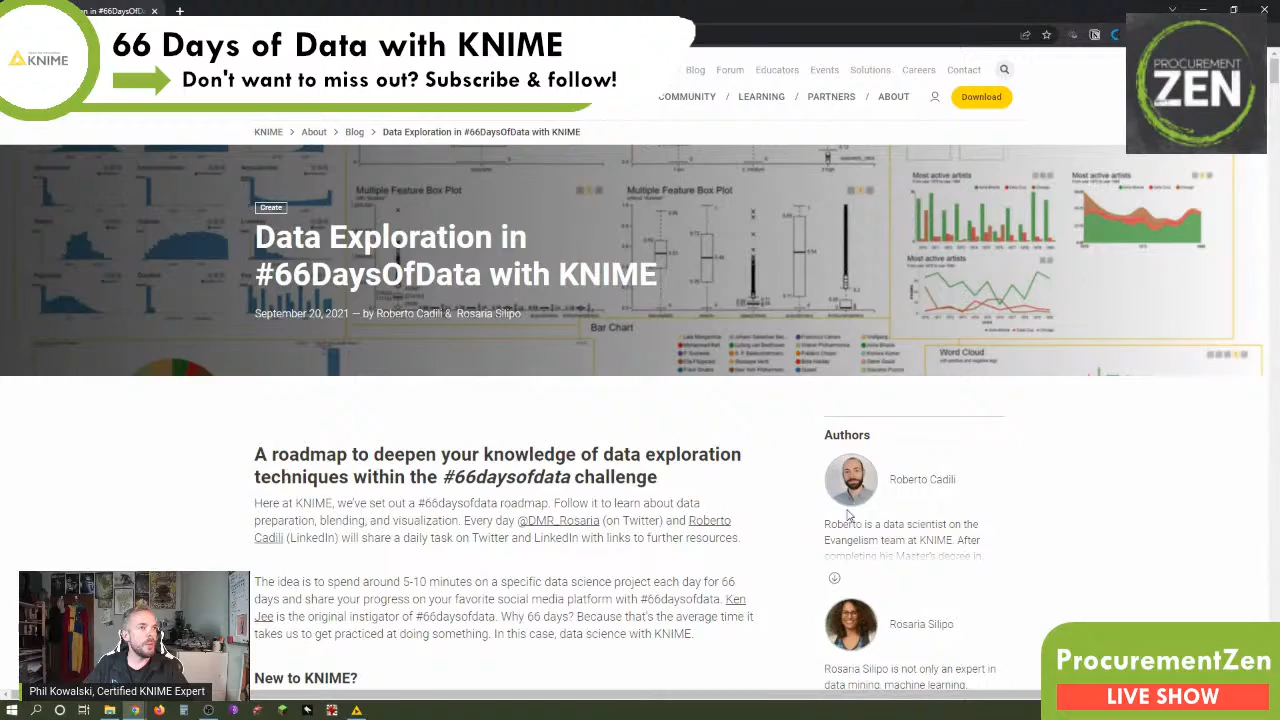 in #66DaysOfD
KNIME
66 Days of Data with KNIME
Don't want to miss out? Subscribe & follow!
Blog Forum Educators Events Solutions Careers Contact
COMMUNITY / LEARNING / PARTNERS / ABOUT
Download
PROCUREMENT
ZEN
KNIME > About > Blog > Data Exploration in #66DaysOfData with KNIME
Multiple Feature Box Plot
Multiple Feature Box Plot
Most active artists
Most active artists
Most active artists
Bar Chart
Word Cloud
Create
Data Exploration in
#66DaysOfData with KNIME
September 20, 2021 — by Roberto Cadili & Rosaria Silipo
A roadmap to deepen your knowledge of data exploration
techniques within the #66daysofdata challenge
Here at KNIME, we've set out a #66daysofdata roadmap. Follow it to learn about data
preparation, blending, and visualization. Every day @DMR_Rosaria (on Twitter) and Roberto
Cadili (LinkedIn) will share a daily task on Twitter and LinkedIn with links to further resources.
The idea is to spend around 5-10 minutes on a specific data science project each day for 66
days and share your progress on your favorite social media platform with #66daysofdata. Ken
Jee is the original instigator of #66daysofdata. Why 66 days? Because that's the average time it
takes us to get practiced at doing something. In this case, data science with KNIME.
New to KNIME?
Authors
Roberto Cadili
Roberto is a data scientist on the
Evangelism team at KNIME. After
completing his Master's degree in
Rosaria Silipo
Rosaria Silipo is not only an expert in
data mining, machine learning,
Phil Kowalski, Certified KNIME Expert
ProcurementZen
LIVE SHOW